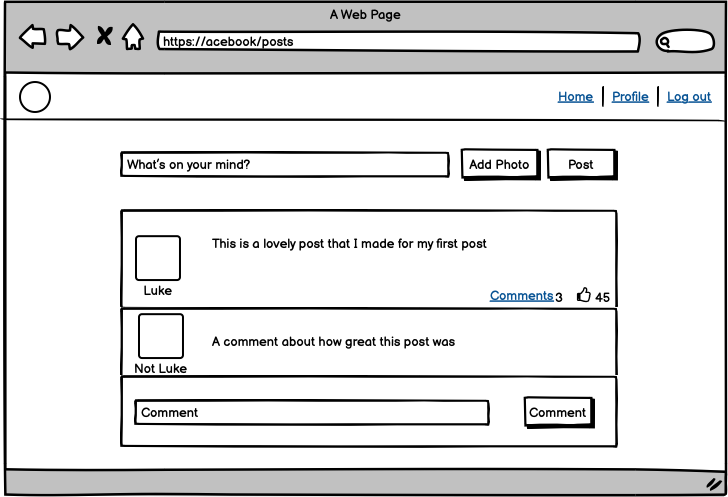 A Web Page
https://acebook/posts
Home Profile Log out
What's on your mind? Add Photo Post
This is a lovely post that I made for my first post
Luke
Comments 3 45
A comment about how great this post was
Not Luke
Comment Comment